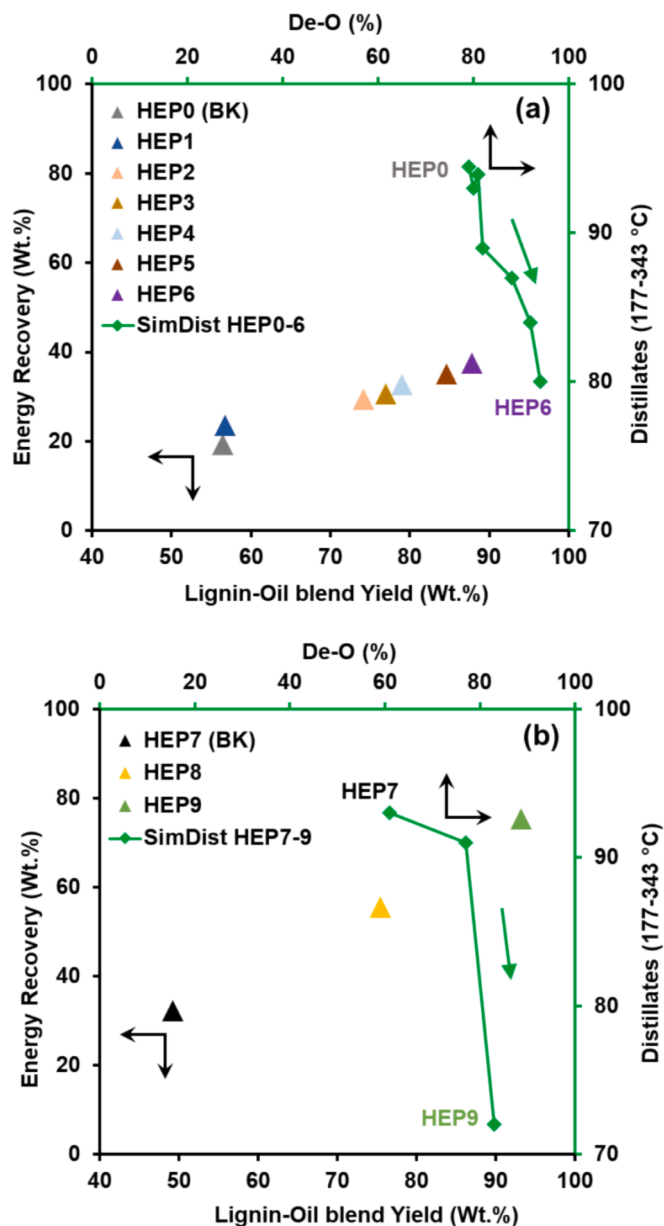 De-O (%)
0 20 40 60 80 100
100 100
(a)
HEP0 (BK)
HEP1
HEP2
HEP3
HEP4
HEP5
HEP6
SimDist HEP0-6
HEP0
HEP6
80
60
40
20
0
90
80
70
Energy Recovery (Wt.%)
Distillates (177-343 °C)
40 50 60 70 80 90 100
Lignin-Oil blend Yield (Wt.%)
De-O (%)
0 20 40 60 80 100
100 100
(b)
HEP7 (BK)
HEP8
HEP9
SimDist HEP7-9
HEP7
HEP9
80
60
40
20
0
90
80
70
Energy Recovery (Wt.%)
Distillates (177-343 °C)
40 50 60 70 80 90 100
Lignin-Oil blend Yield (Wt.%)